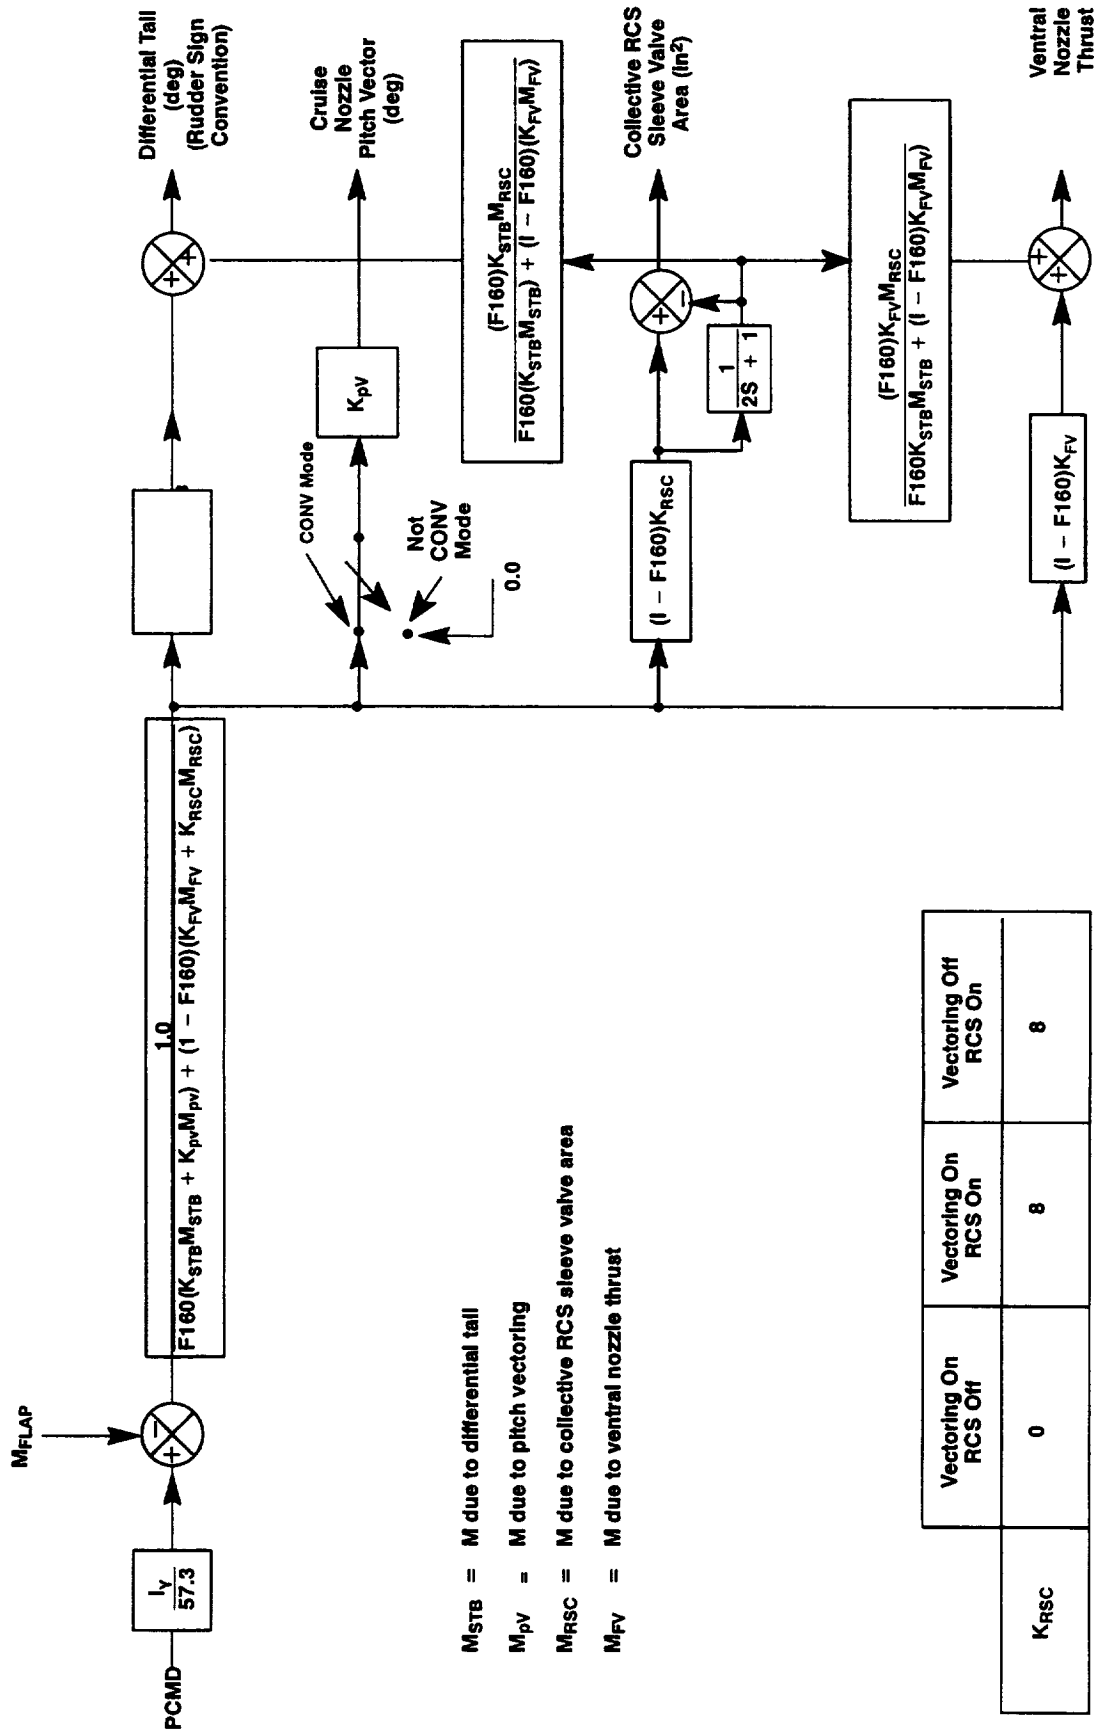 PCMD
I_y
57.3
M_FLAP
+
−
1.0
F160(K_STB M_STB + K_pv M_pv) + (1 − F160)(K_FV M_FV + K_RSC M_RSC)
Differential Tail
(deg)
(Rudder Sign
Convention)
+
+
CONV Mode
Not
CONV
Mode
0.0
K_pv
Cruise
Nozzle
Pitch Vector
(deg)
(F160)K_STB M_RSC
F160(K_STB M_STB) + (I − F160)(K_FV M_FV)
(I − F160)K_RSC
1
2S + 1
+
−
Collective RCS
Sleeve Valve
Area (in²)
(F160)K_FV M_RSC
F160K_STB M_STB + (I − F160)K_FV M_FV
(I − F160)K_FV
+
+
Ventral
Nozzle
Thrust
M_STB = M due to differential tail
M_pV = M due to pitch vectoring
M_RSC = M due to collective RCS sleeve valve area
M_FV = M due to ventral nozzle thrust
Vectoring On
RCS Off
Vectoring On
RCS On
Vectoring Off
RCS On
K_RSC
0
8
8